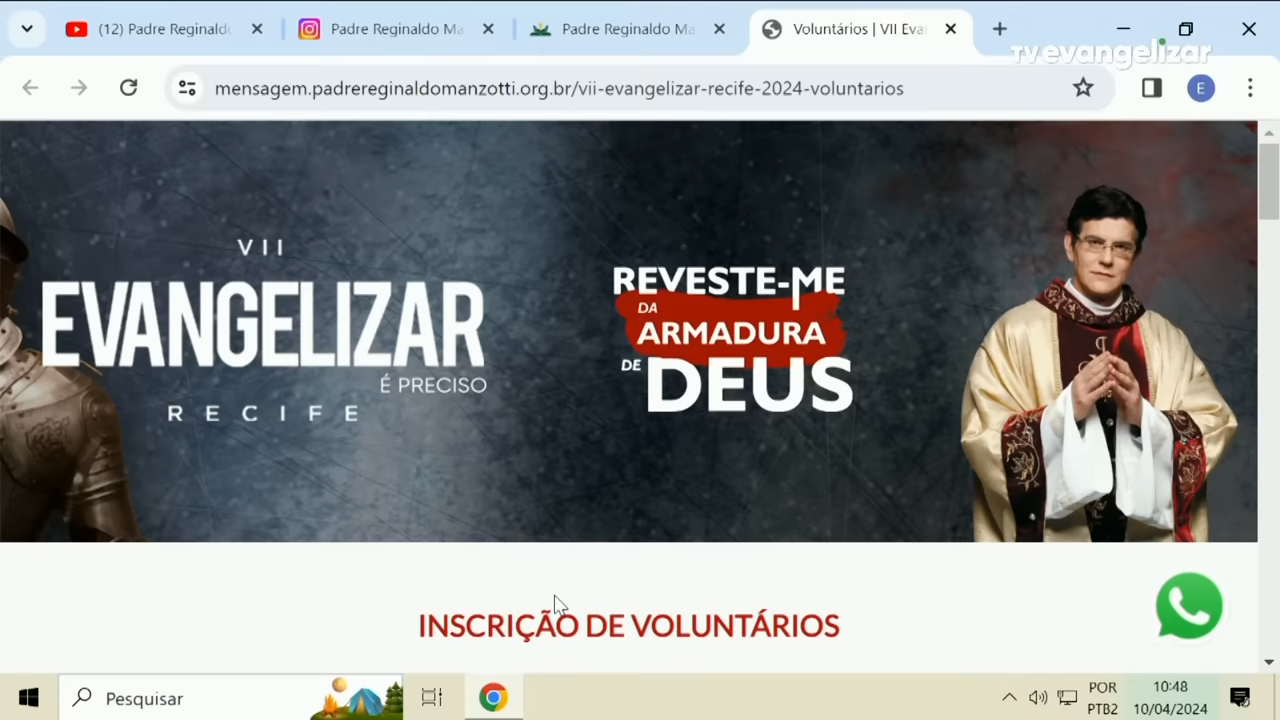 (12) Padre Reginald
Padre Reginaldo Ma
Padre Reginaldo Ma
Voluntários | VII Eva
tv evangelizar
mensagem.padrereginaldomanzotti.org.br/vii-evangelizar-recife-2024-voluntarios
E
VII
EVANGELIZAR
É PRECISO
RECIFE
REVESTE-ME
DA
ARMADURA
DE DEUS
INSCRIÇÃO DE VOLUNTÁRIOS
Pesquisar
POR
PTB2
10:48
10/04/2024